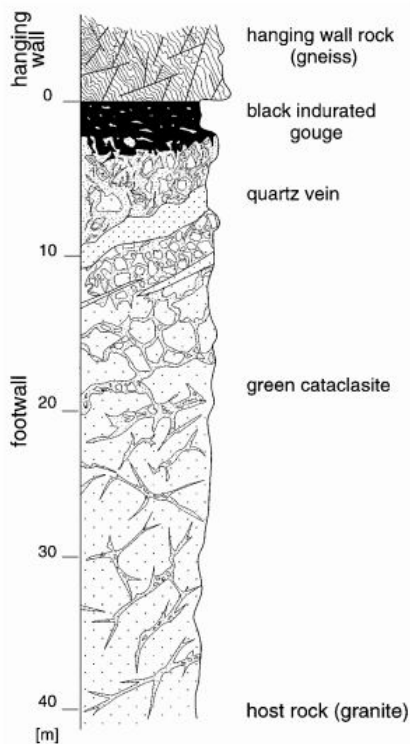 hanging wall
hanging wall rock
(gneiss)
0
black indurated
gouge
quartz vein
10
green cataclasite
20
footwall
30
40
[m]
host rock (granite)